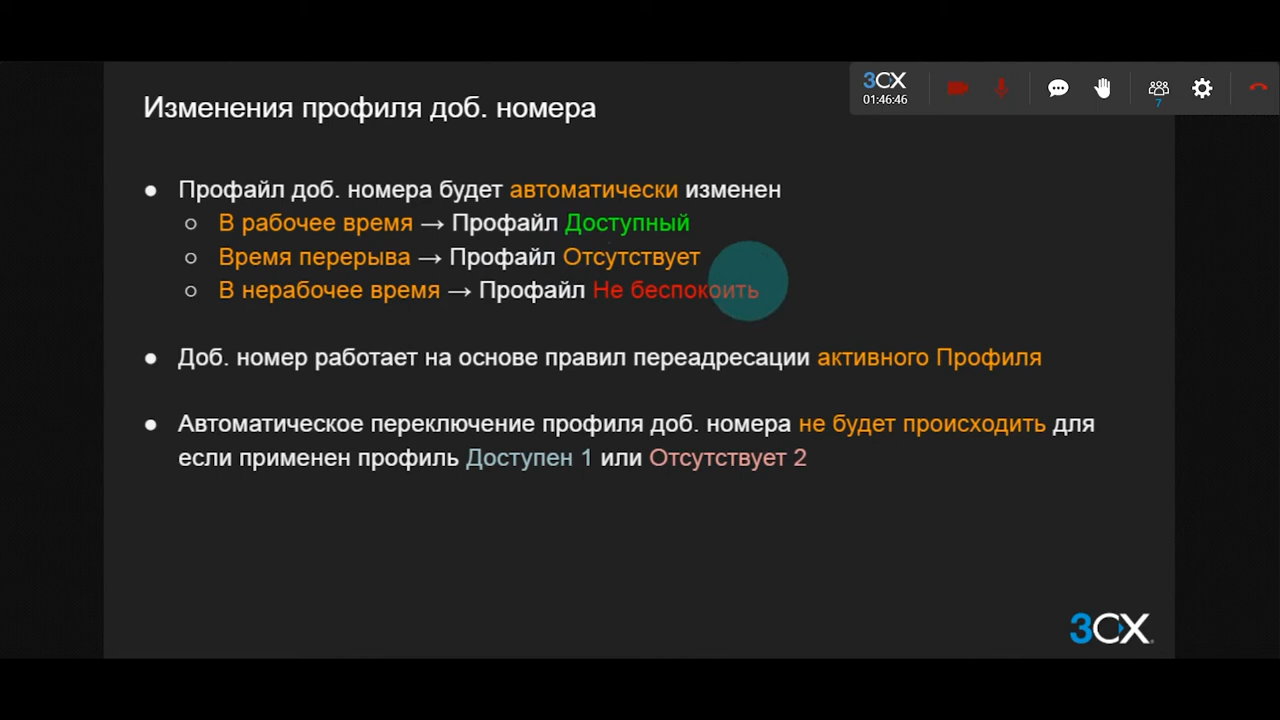 3CX
01:46:46
7
Изменения профиля доб. номера
● Профайл доб. номера будет автоматически изменен
○ В рабочее время → Профайл Доступный
○ Время перерыва → Профайл Отсутствует
○ В нерабочее время → Профайл Не беспокоить
● Доб. номер работает на основе правил переадресации активного Профиля
● Автоматическое переключение профиля доб. номера не будет происходить для
если применен профиль Доступен 1 или Отсутствует 2
3CX